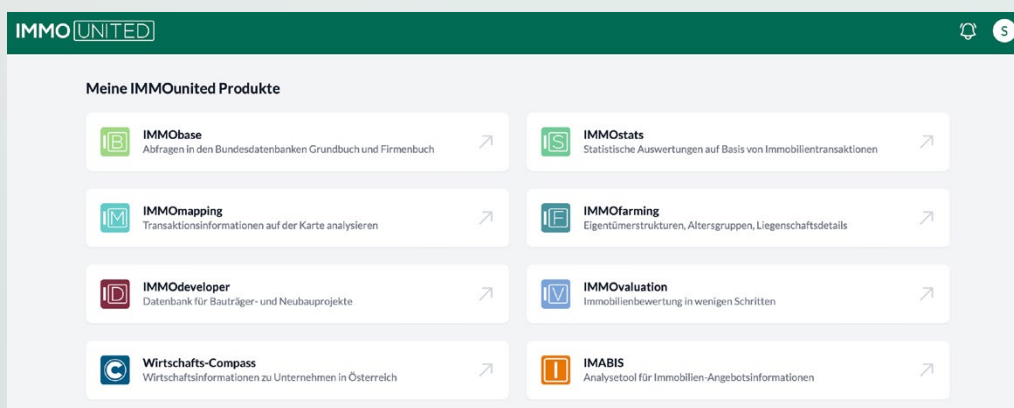 IMMO UNITED
S
Meine IMMOunited Produkte
IB
IMMObase
Abfragen in den Bundesdatenbanken Grundbuch und Firmenbuch
IS
IMMOstats
Statistische Auswertungen auf Basis von Immobilientransaktionen
IM
IMMOmapping
Transaktionsinformationen auf der Karte analysieren
IF
IMMOfarming
Eigentümerstrukturen, Altersgruppen, Liegenschaftsdetails
ID
IMMOdeveloper
Datenbank für Bauträger- und Neubauprojekte
IV
IMMOvaluation
Immobilienbewertung in wenigen Schritten
C
Wirtschafts-Compass
Wirtschaftsinformationen zu Unternehmen in Österreich
I
IMABIS
Analysetool für Immobilien-Angebotsinformationen